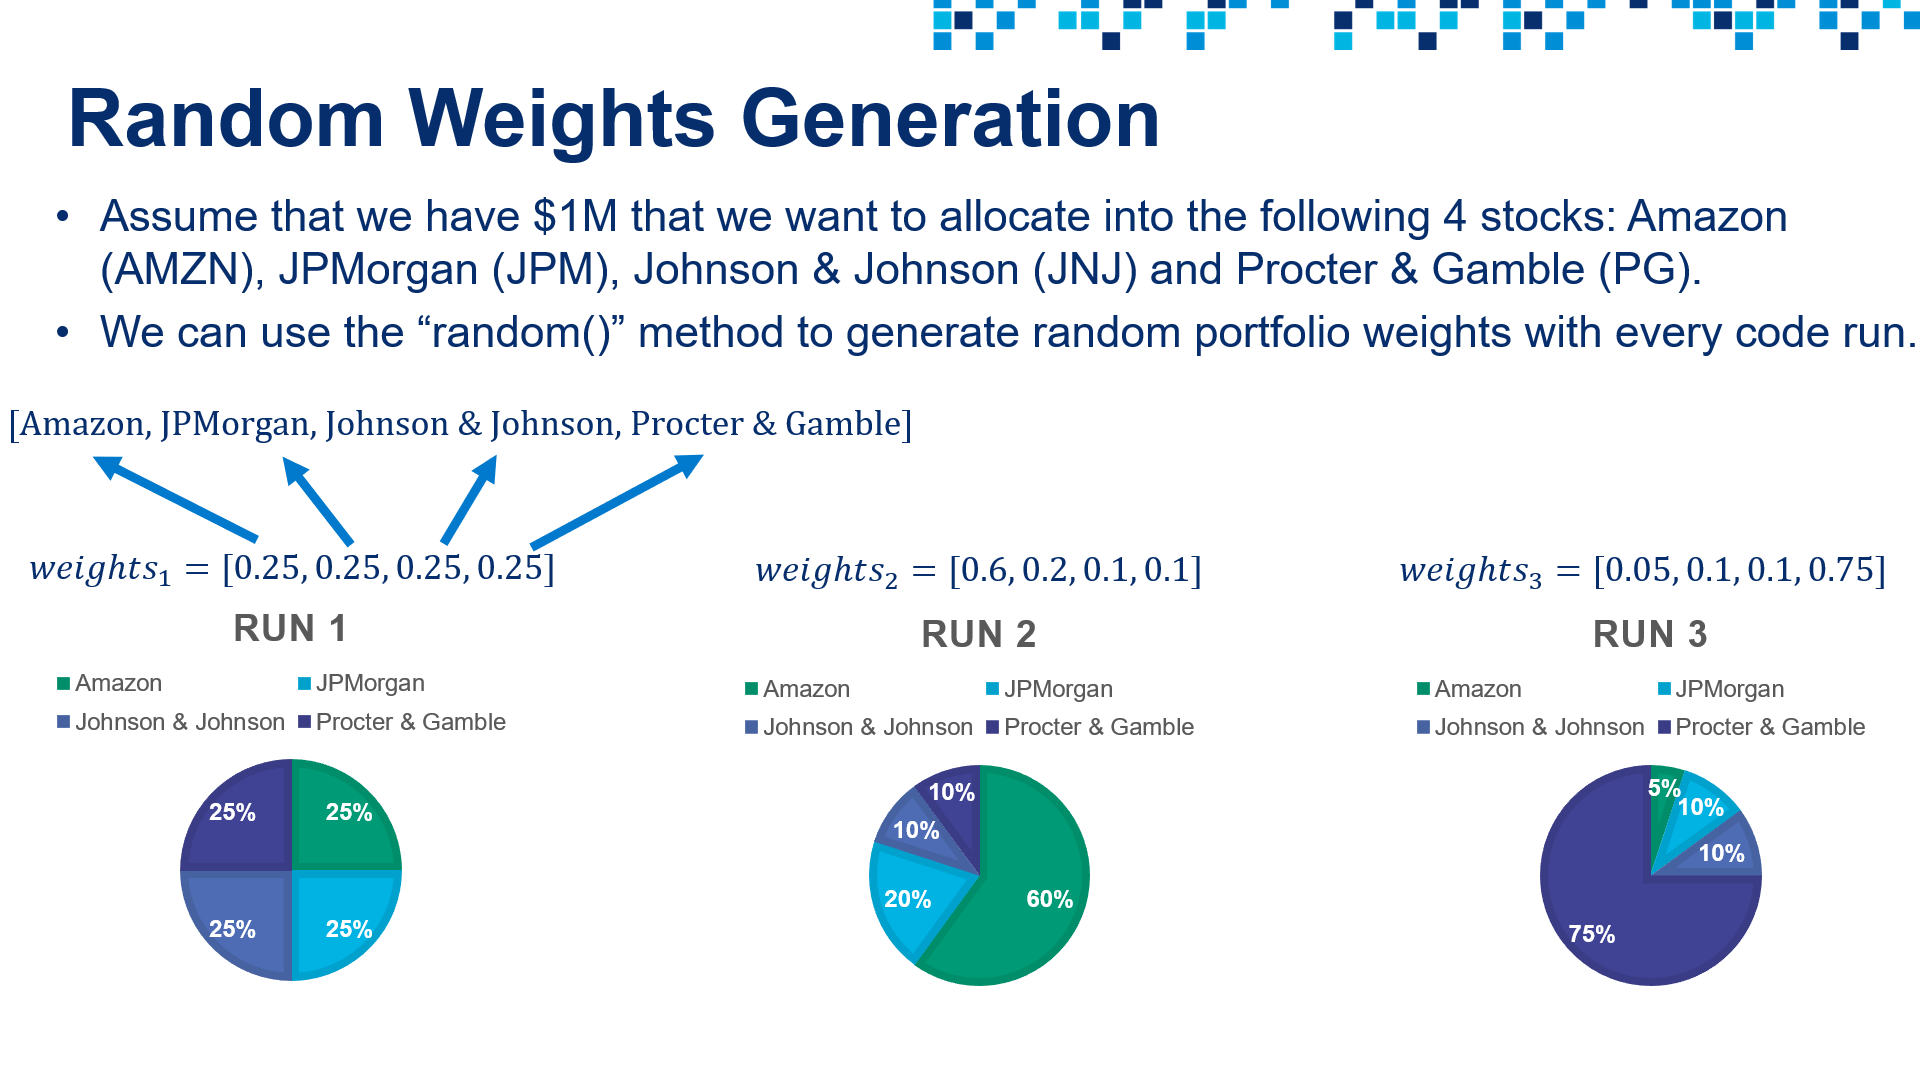 Random Weights Generation
• Assume that we have $1M that we want to allocate into the following 4 stocks: Amazon
(AMZN), JPMorgan (JPM), Johnson & Johnson (JNJ) and Procter & Gamble (PG).
• We can use the “random()” method to generate random portfolio weights with every code run.
[Amazon, JPMorgan, Johnson & Johnson, Procter & Gamble]
weights₁ = [0.25, 0.25, 0.25, 0.25]
RUN 1
Amazon JPMorgan
Johnson & Johnson Procter & Gamble
25% 25%
25% 25%
weights₂ = [0.6, 0.2, 0.1, 0.1]
RUN 2
Amazon JPMorgan
Johnson & Johnson Procter & Gamble
10%
10%
20% 60%
weights₃ = [0.05, 0.1, 0.1, 0.75]
RUN 3
Amazon JPMorgan
Johnson & Johnson Procter & Gamble
5%
10%
10%
75%